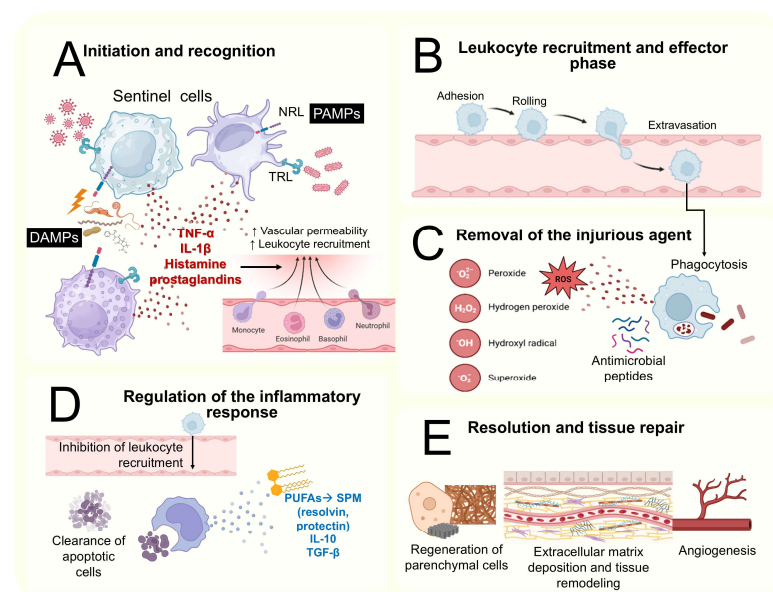 A
Initiation and recognition
Sentinel cells
NRL
PAMPs
TRL
DAMPs
TNF-α
IL-1β
Histamine
prostaglandins
↑ Vascular permeability
↑ Leukocyte recruitment
Monocyte
Eosinophil
Basophil
Neutrophil
B
Leukocyte recruitment and effector
phase
Adhesion
Rolling
Extravasation
C
Removal of the injurious agent
Phagocytosis
·O₂²⁻
Peroxide
ROS
H₂O₂
Hydrogen peroxide
·OH
Hydroxyl radical
·O₂⁻
Superoxide
Antimicrobial
peptides
D
Regulation of the inflammatory
response
Inhibition of leukocyte
recruitment
PUFAs→ SPM
(resolvin,
protectin)
IL-10
TGF-β
Clearance of
apoptotic
cells
E
Resolution and tissue repair
Regeneration of
parenchymal cells
Extracellular matrix
deposition and tissue
remodeling
Angiogenesis